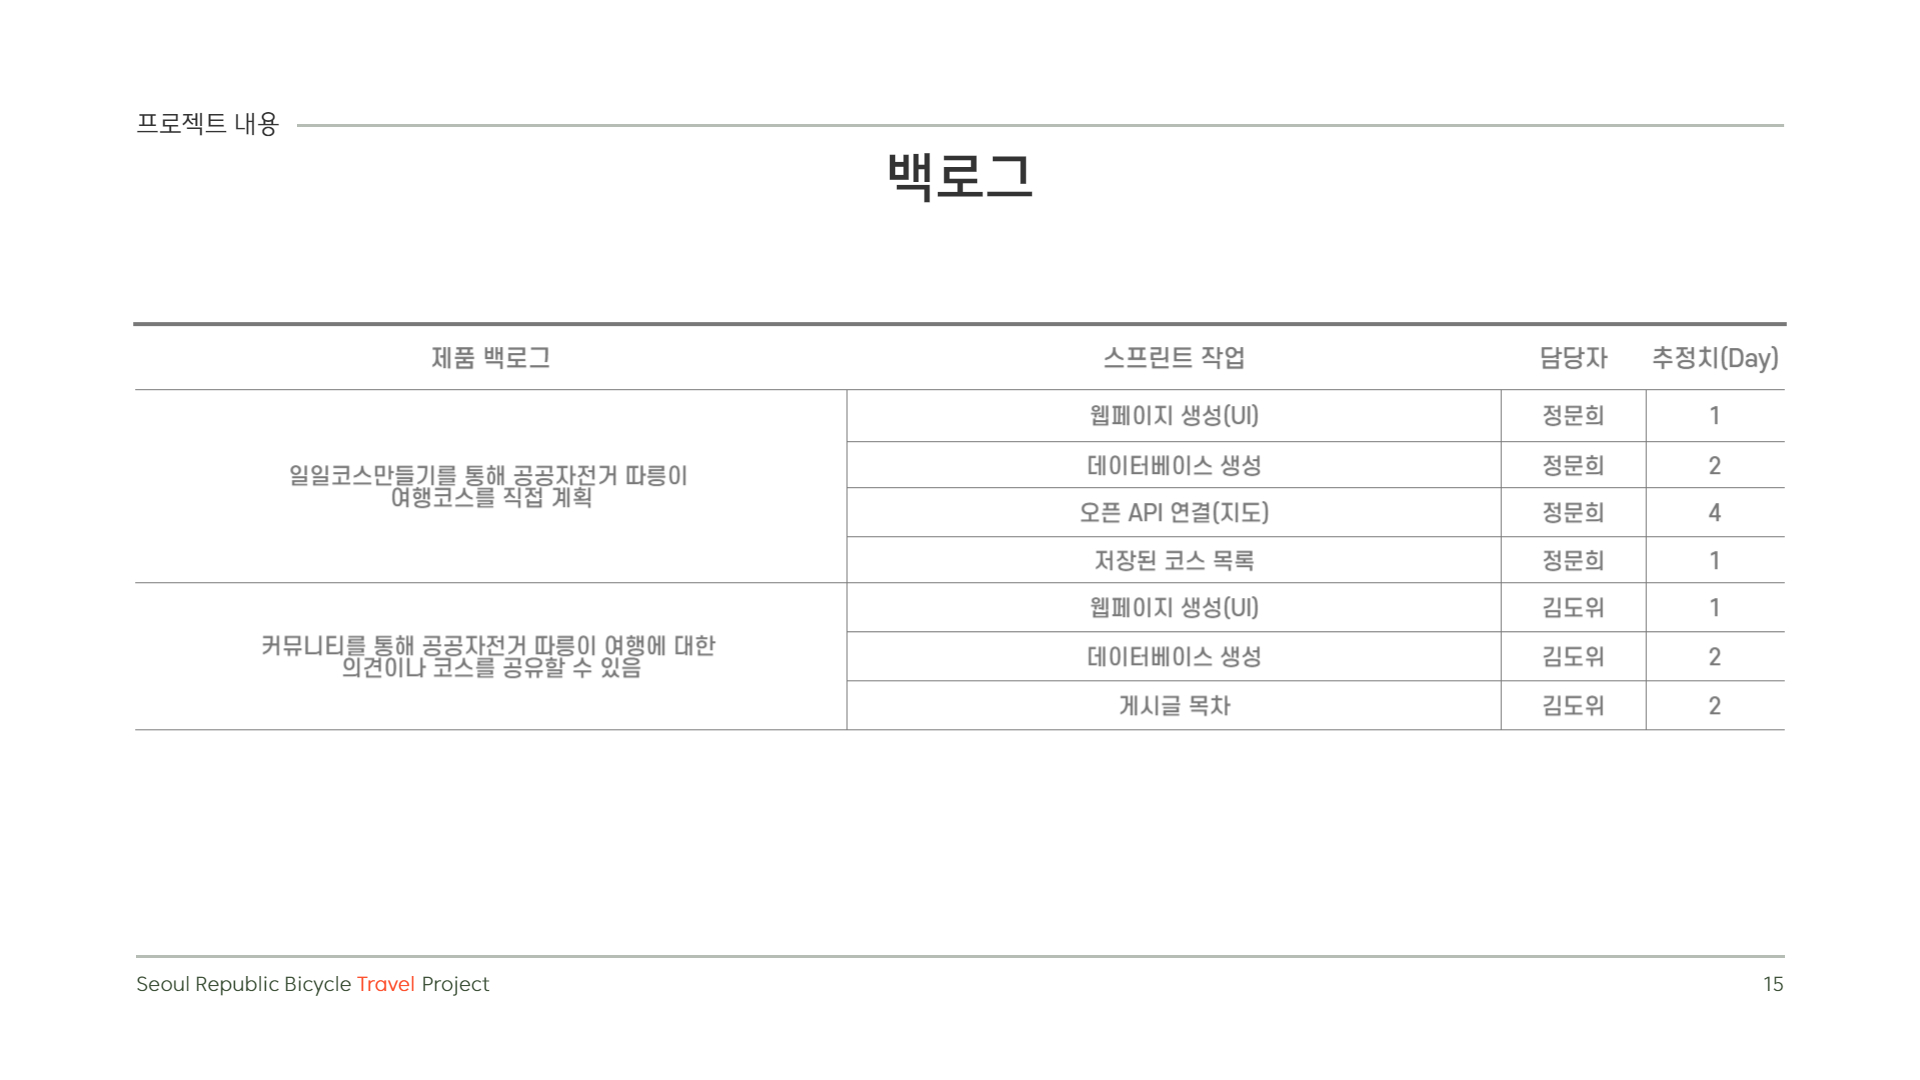 프로젝트 내용
백로그
제품 백로그 스프린트 작업 담당자 추정치(Day)
일일코스만들기를 통해 공공자전거 따릉이
여행코스를 직접 계획
웹페이지 생성(UI) 정문희 1
데이터베이스 생성 정문희 2
오픈 API 연결(지도) 정문희 4
저장된 코스 목록 정문희 1
커뮤니티를 통해 공공자전거 따릉이 여행에 대한
의견이나 코스를 공유할 수 있음
웹페이지 생성(UI) 김도위 1
데이터베이스 생성 김도위 2
게시글 목차 김도위 2
Seoul Republic Bicycle Travel Project 15